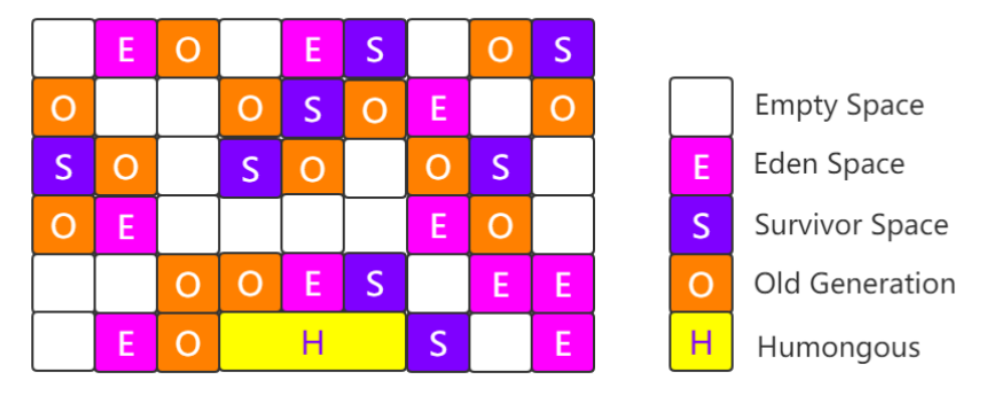 E O E S O S
O O S O E O
S O S O O S
O E E O
O O E S E E
E O H S E
Empty Space
E Eden Space
S Survivor Space
O Old Generation
H Humongous